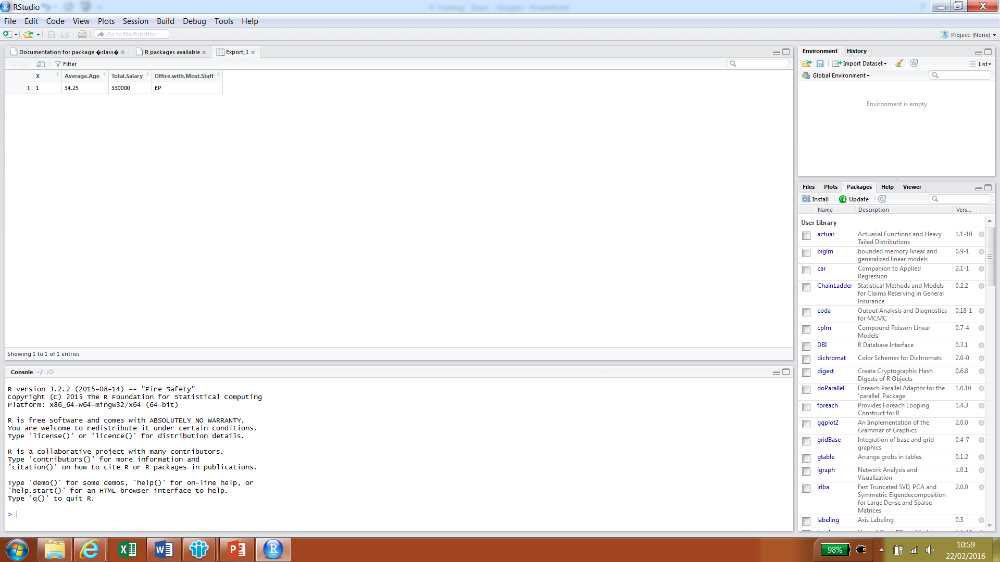 RStudio
R Training - Basic - SG.pptx - PowerPoint
File Edit Code View Plots Session Build Debug Tools Help
Go to file/function
Project: (None)
Documentation for package �class� R packages available Export_1
Filter
X Average.Age Total.Salary Office.with.Most.Staff
1 1 34.25 330000 EP
Showing 1 to 1 of 1 entries
Console ~/
R version 3.2.2 (2015-08-14) -- "Fire Safety"
Copyright (C) 2015 The R Foundation for Statistical Computing
Platform: x86_64-w64-mingw32/x64 (64-bit)
R is free software and comes with ABSOLUTELY NO WARRANTY.
You are welcome to redistribute it under certain conditions.
Type 'license()' or 'licence()' for distribution details.
R is a collaborative project with many contributors.
Type 'contributors()' for more information and
'citation()' on how to cite R or R packages in publications.
Type 'demo()' for some demos, 'help()' for on-line help, or
'help.start()' for an HTML browser interface to help.
Type 'q()' to quit R.
>
Environment History
Import Dataset List
Global Environment
Environment is empty
Files Plots Packages Help Viewer
Install Update
Name Description Vers...
User Library
actuar Actuarial Functions and Heavy 1.1-10
Tailed Distributions
biglm bounded memory linear and 0.9-1
generalized linear models
car Companion to Applied 2.1-1
Regression
ChainLadder Statistical Methods and Models 0.2.2
for Claims Reserving in General
Insurance
coda Output Analysis and Diagnostics 0.18-1
for MCMC
cplm Compound Poisson Linear 0.7-4
Models
DBI R Database Interface 0.3.1
dichromat Color Schemes for Dichromats 2.0-0
digest Create Cryptographic Hash 0.6.8
Digests of R Objects
doParallel Foreach Parallel Adaptor for the 1.0.10
'parallel' Package
foreach Provides Foreach Looping 1.4.3
Construct for R
ggplot2 An Implementation of the 2.0.0
Grammar of Graphics
gridBase Integration of base and grid 0.4-7
graphics
gtable Arrange grobs in tables. 0.1.2
igraph Network Analysis and 1.0.1
Visualization
irlba Fast Truncated SVD, PCA and 2.0.0
Symmetric Eigendecomposition
for Large Dense and Sparse
Matrices
labeling Axis Labeling 0.3
98%
10:59
22/02/2016